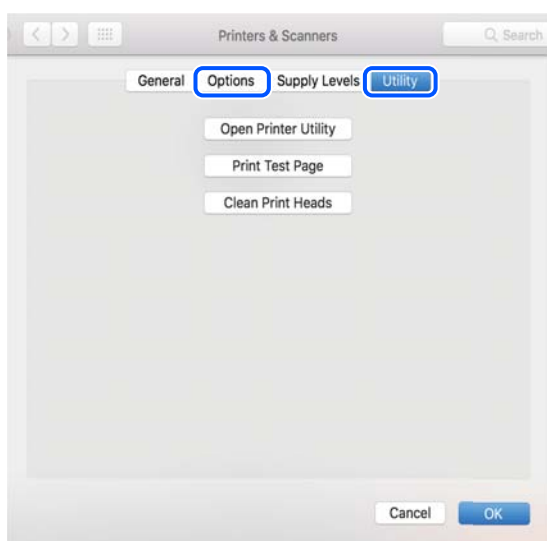 Printers & Scanners Search
General Options Supply Levels Utility
Open Printer Utility
Print Test Page
Clean Print Heads
Cancel OK